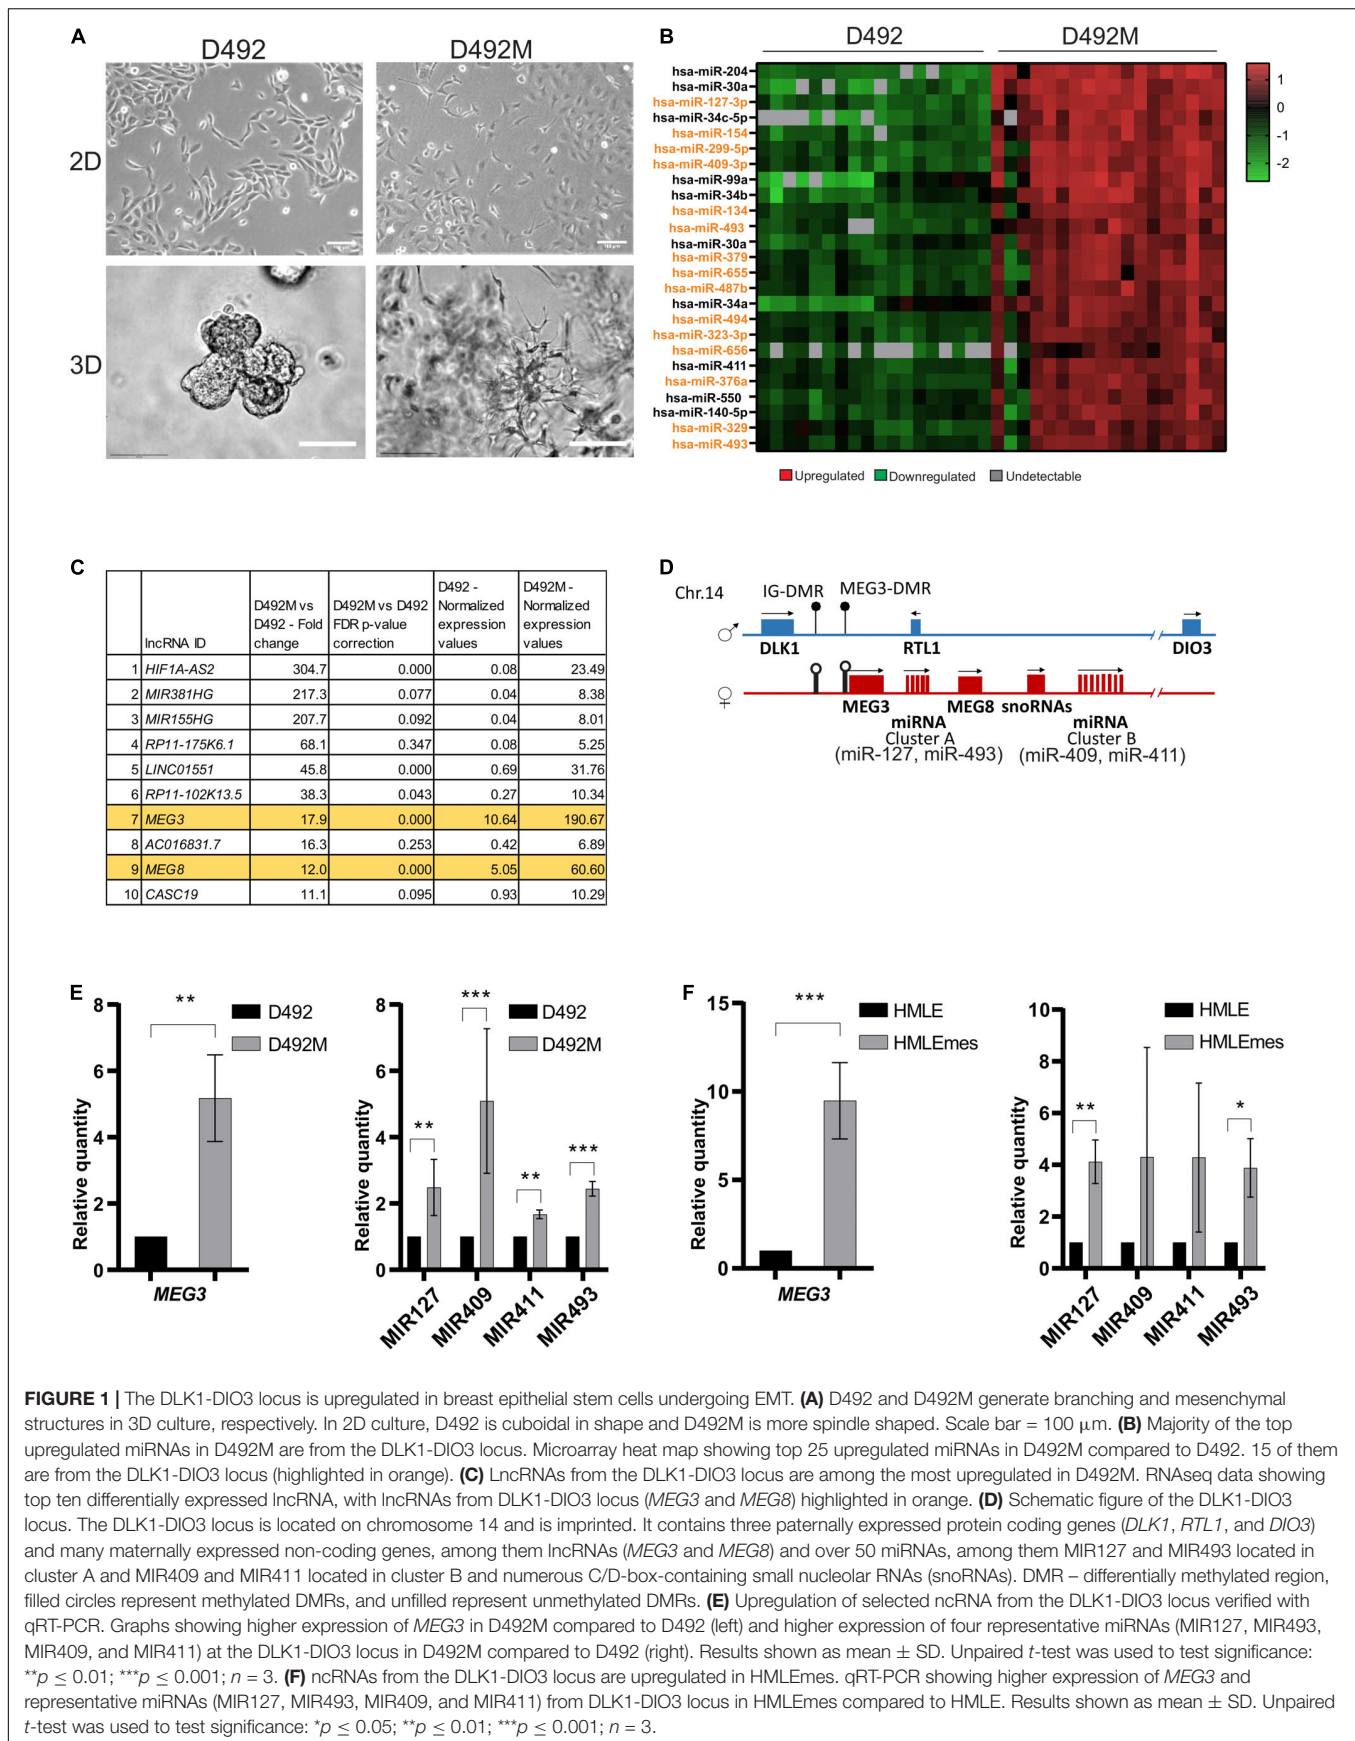 A
D492
D492M
2D
3D
100 μm
B
D492
D492M
hsa-miR-204
hsa-miR-30a
hsa-miR-127-3p
hsa-miR-34c-5p
hsa-miR-154
hsa-miR-299-5p
hsa-miR-409-3p
hsa-miR-99a
hsa-miR-34b
hsa-miR-134
hsa-miR-493
hsa-miR-30a
hsa-miR-379
hsa-miR-655
hsa-miR-487b
hsa-miR-34a
hsa-miR-494
hsa-miR-323-3p
hsa-miR-656
hsa-miR-411
hsa-miR-376a
hsa-miR-550
hsa-miR-140-5p
hsa-miR-329
hsa-miR-493
1
0
-1
-2
Upregulated Downregulated Undetectable
C
lncRNA ID
D492M vs D492 - Fold change
D492M vs D492 FDR p-value correction
D492 - Normalized expression values
D492M - Normalized expression values
1 HIF1A-AS2 304.7 0.000 0.08 23.49
2 MIR381HG 217.3 0.077 0.04 8.38
3 MIR155HG 207.7 0.092 0.04 8.01
4 RP11-175K6.1 68.1 0.347 0.08 5.25
5 LINC01551 45.8 0.000 0.69 31.76
6 RP11-102K13.5 38.3 0.043 0.27 10.34
7 MEG3 17.9 0.000 10.64 190.67
8 AC016831.7 16.3 0.253 0.42 6.89
9 MEG8 12.0 0.000 5.05 60.60
10 CASC19 11.1 0.095 0.93 10.29
D
Chr.14
IG-DMR
MEG3-DMR
♂
DLK1
RTL1
DIO3
♀
MEG3
miRNA
Cluster A
(miR-127, miR-493)
MEG8
snoRNAs
miRNA
Cluster B
(miR-409, miR-411)
E
Relative quantity
8
6
4
2
0
**
D492
D492M
MEG3
Relative quantity
8
6
4
2
0
**
***
**
***
D492
D492M
MIR127
MIR409
MIR411
MIR493
F
Relative quantity
15
10
5
0
***
HMLE
HMLEmes
MEG3
Relative quantity
10
8
6
4
2
0
**
*
HMLE
HMLEmes
MIR127
MIR409
MIR411
MIR493
FIGURE 1 | The DLK1-DIO3 locus is upregulated in breast epithelial stem cells undergoing EMT. (A) D492 and D492M generate branching and mesenchymal
structures in 3D culture, respectively. In 2D culture, D492 is cuboidal in shape and D492M is more spindle shaped. Scale bar = 100 μm. (B) Majority of the top
upregulated miRNAs in D492M are from the DLK1-DIO3 locus. Microarray heat map showing top 25 upregulated miRNAs in D492M compared to D492. 15 of them
are from the DLK1-DIO3 locus (highlighted in orange). (C) LncRNAs from the DLK1-DIO3 locus are among the most upregulated in D492M. RNAseq data showing
top ten differentially expressed lncRNA, with lncRNAs from DLK1-DIO3 locus (MEG3 and MEG8) highlighted in orange. (D) Schematic figure of the DLK1-DIO3
locus. The DLK1-DIO3 locus is located on chromosome 14 and is imprinted. It contains three paternally expressed protein coding genes (DLK1, RTL1, and DIO3)
and many maternally expressed non-coding genes, among them lncRNAs (MEG3 and MEG8) and over 50 miRNAs, among them MIR127 and MIR493 located in
cluster A and MIR409 and MIR411 located in cluster B and numerous C/D-box-containing small nucleolar RNAs (snoRNAs). DMR – differentially methylated region,
filled circles represent methylated DMRs, and unfilled represent unmethylated DMRs. (E) Upregulation of selected ncRNA from the DLK1-DIO3 locus verified with
qRT-PCR. Graphs showing higher expression of MEG3 in D492M compared to D492 (left) and higher expression of four representative miRNAs (MIR127, MIR493,
MIR409, and MIR411) at the DLK1-DIO3 locus in D492M compared to D492 (right). Results shown as mean ± SD. Unpaired t-test was used to test significance:
**p ≤ 0.01; ***p ≤ 0.001; n = 3. (F) ncRNAs from the DLK1-DIO3 locus are upregulated in HMLEmes. qRT-PCR showing higher expression of MEG3 and
representative miRNAs (MIR127, MIR493, MIR409, and MIR411) from DLK1-DIO3 locus in HMLEmes compared to HMLE. Results shown as mean ± SD. Unpaired
t-test was used to test significance: *p ≤ 0.05; **p ≤ 0.01; ***p ≤ 0.001; n = 3.